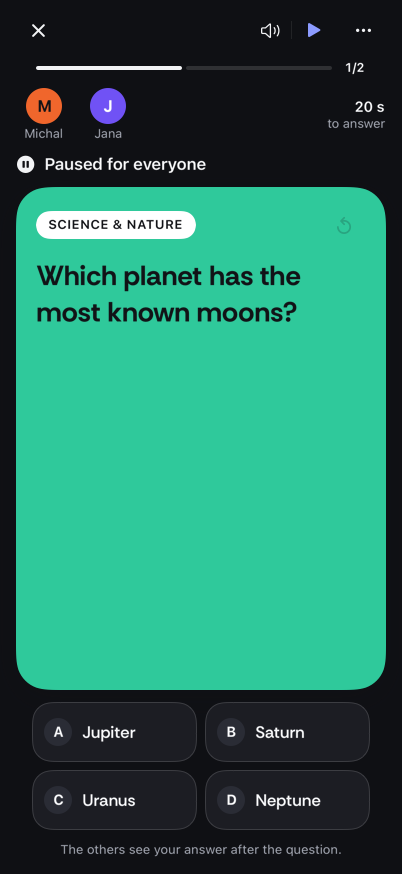 1/2
M
J
20 s
Michal
Jana
to answer
Paused for everyone
SCIENCE & NATURE
Which planet has the
most known moons?
A Jupiter
B Saturn
C Uranus
D Neptune
The others see your answer after the question.